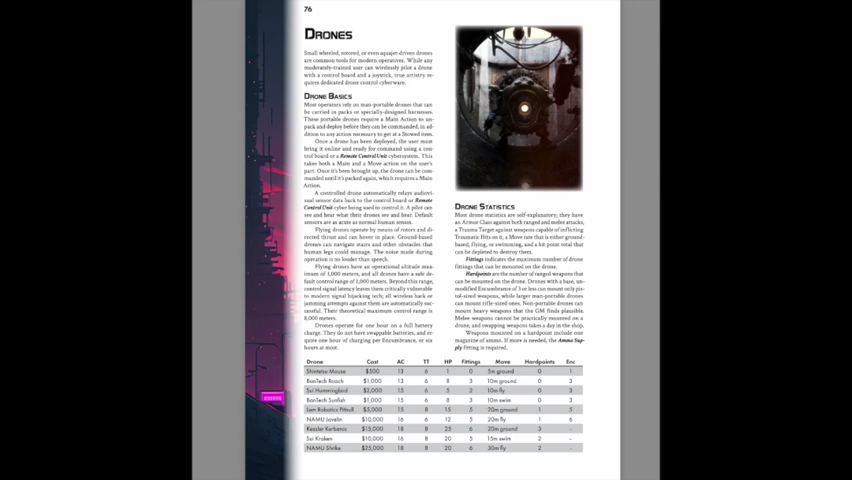 76
Drones
Small wheeled, rotored, or even aquajet-driven drones
are common tools for modern operatives. While any
moderately-trained user can wirelessly pilot a drone
with a control board and a joystick, true artistry re-
quires dedicated drone control cyberware.
Drone Basics
Most operators rely on man-portable drones that can
be carried in packs or specially-designed harnesses.
These portable drones require a Main Action to un-
pack and deploy before they can be commanded, in ad-
dition to any action necessary to get at a Stowed item.
Once a drone has been deployed, the user must
bring it online and ready for command using a con-
trol board or a Remote Control Unit cybersystem. This
takes both a Main and a Move action on the user's
part. Once it's been brought up, the drone can be com-
manded until it's packed again, which requires a Main
Action.
A controlled drone automatically relays audiovi-
sual sensor data back to the control board or Remote
Control Unit cyber being used to control it. A pilot can
see and hear what their drones see and hear. Default
sensors are as acute as normal human senses.
Flying drones operate by means of rotors and di-
rected thrust and can hover in place. Ground-based
drones can navigate stairs and other obstacles that
human legs could manage. The noise made during
operation is no louder than speech.
Flying drones have an operational altitude max-
imum of 1,000 meters, and all drones have a safe de-
fault control range of 1,000 meters. Beyond this range,
control signal latency leaves them critically vulnerable
to modern signal hijacking tech; all wireless hack or
jamming attempts against them are automatically suc-
cessful. Their theoretical maximum control range is
8,000 meters.
Drones operate for one hour on a full battery
charge. They do not have swappable batteries, and re-
quire one hour of charging per Encumbrance, or six
hours at most.
Drone Statistics
Most drone statistics are self-explanatory; they have
an Armor Class against both ranged and melee attacks,
a Trauma Target against weapons capable of inflicting
Traumatic Hits on it, a Move rate that is either ground-
based, flying, or swimming, and a hit point total that
can be depleted to destroy them.
Fittings indicates the maximum number of drone
fittings that can be mounted on the drone.
Hardpoints are the number of ranged weapons that
can be mounted on the drone. Drones with a base, un-
modified Encumbrance of 3 or less can mount only pis-
tol-sized weapons, while larger man-portable drones
can mount rifle-sized ones. Non-portable drones can
mount heavy weapons that the GM finds plausible.
Melee weapons cannot be practically mounted on a
drone, and swapping weapons takes a day in the shop.
Weapons mounted on a hardpoint include one
magazine of ammo. If more is needed, the Ammo Sup-
ply fitting is required.
Drone Cost AC TT HP Fittings Move Hardpoints Enc
Shintetsu Mouse $500 13 6 1 0 5m ground 0 1
BonTech Roach $1,000 13 6 8 3 10m ground 0 3
Sui Hummingbird $2,000 15 6 5 2 10m fly 0 3
BonTech Sunfish $1,000 15 6 8 3 10m swim 0 3
Lem Robotics Pitbull $5,000 15 8 15 5 20m ground 1 5
NAMU Javelin $10,000 16 6 12 5 20m fly 1 6
Kessler Kerberos $15,000 18 8 25 6 20m ground 3 -
Sui Kraken $10,000 16 8 20 5 15m swim 2 -
NAMU Shrike $25,000 18 8 20 6 30m fly 2 -